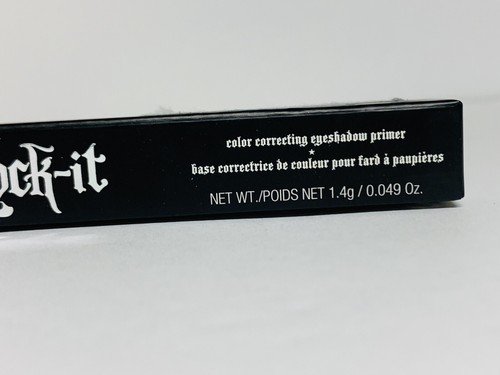 ck-it
color correcting eyeshadow primer
base correctrice de couleur pour fard à paupières
NET WT./POIDS NET 1.4g / 0.049 Oz.